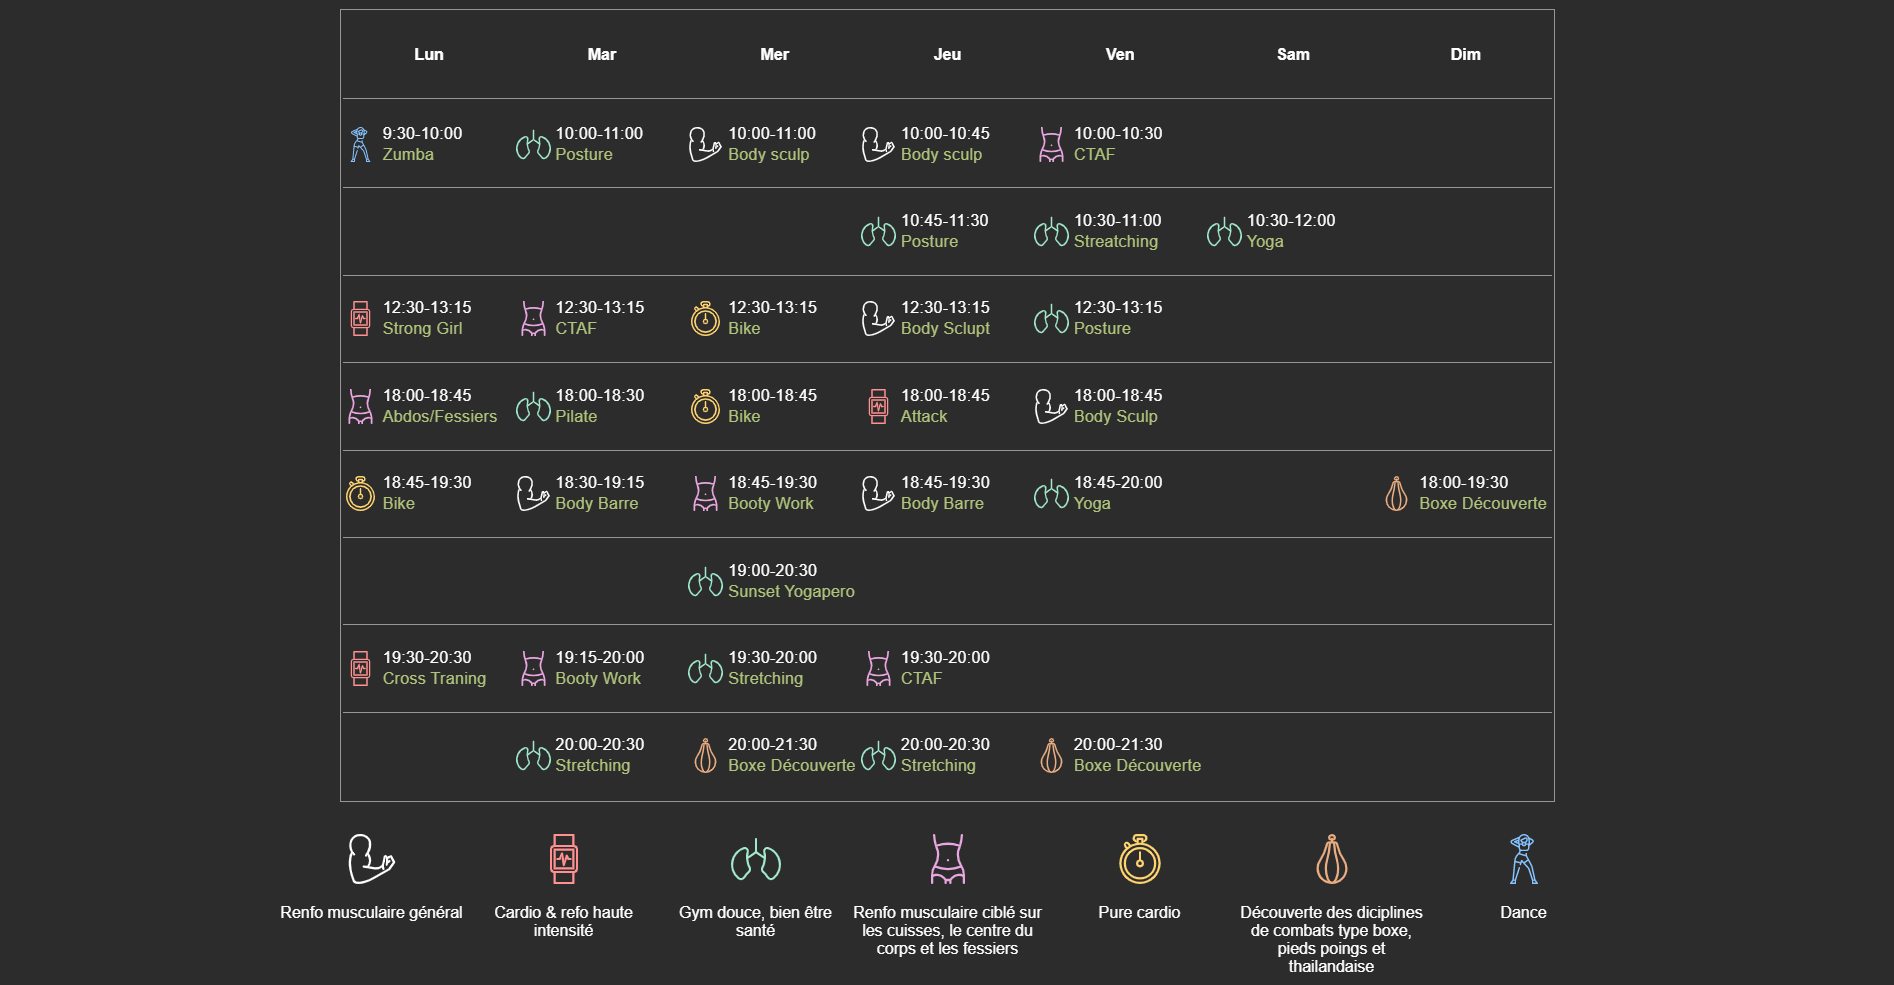 Lun Mar Mer Jeu Ven Sam Dim
9:30-10:00 10:00-11:00 10:00-11:00 10:00-10:45 10:00-10:30
Zumba Posture Body sculp Body sculp CTAF
10:45-11:30 10:30-11:00 10:30-12:00
Posture Streatching Yoga
12:30-13:15 12:30-13:15 12:30-13:15 12:30-13:15 12:30-13:15
Strong Girl CTAF Bike Body Sclupt Posture
18:00-18:45 18:00-18:30 18:00-18:45 18:00-18:45 18:00-18:45
Abdos/Fessiers Pilate Bike Attack Body Sculp
18:45-19:30 18:30-19:15 18:45-19:30 18:45-19:30 18:45-20:00 18:00-19:30
Bike Body Barre Booty Work Body Barre Yoga Boxe Découverte
19:00-20:30
Sunset Yogapero
19:30-20:30 19:15-20:00 19:30-20:00 19:30-20:00
Cross Traning Booty Work Stretching CTAF
20:00-20:30 20:00-21:30 20:00-20:30 20:00-21:30
Stretching Boxe Découverte Stretching Boxe Découverte
Renfo musculaire général
Cardio & refo haute
intensité
Gym douce, bien être
santé
Renfo musculaire ciblé sur
les cuisses, le centre du
corps et les fessiers
Pure cardio
Découverte des diciplines
de combats type boxe,
pieds poings et
thailandaise
Dance